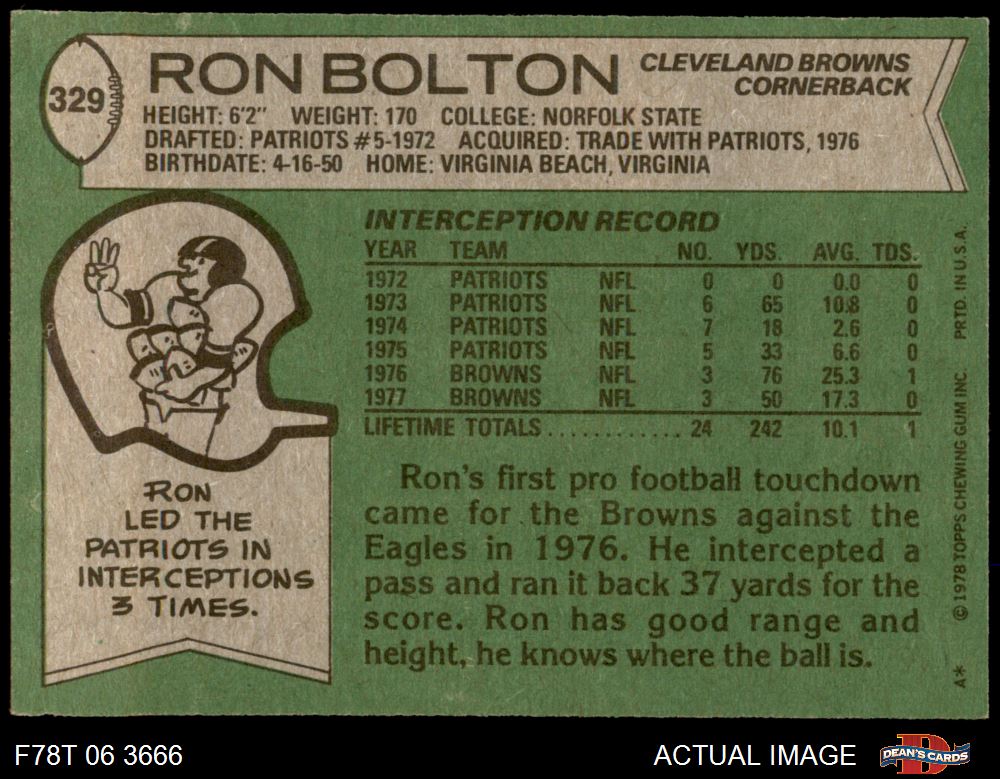 329
RON BOLTON
CLEVELAND BROWNS
CORNERBACK
HEIGHT: 6'2" WEIGHT: 170 COLLEGE: NORFOLK STATE
DRAFTED: PATRIOTS #5-1972 ACQUIRED: TRADE WITH PATRIOTS, 1976
BIRTHDATE: 4-16-50 HOME: VIRGINIA BEACH, VIRGINIA
INTERCEPTION RECORD
YEAR TEAM NO. YDS. AVG. TDS.
1972 PATRIOTS NFL 0 0 0.0 0
1973 PATRIOTS NFL 6 65 10.8 0
1974 PATRIOTS NFL 7 18 2.6 0
1975 PATRIOTS NFL 5 33 6.6 0
1976 BROWNS NFL 3 76 25.3 1
1977 BROWNS NFL 3 50 17.3 0
LIFETIME TOTALS............ 24 242 10.1 1
RON
LED THE
PATRIOTS IN
INTERCEPTIONS
3 TIMES.
Ron's first pro football touchdown
came for the Browns against the
Eagles in 1976. He intercepted a
pass and ran it back 37 yards for the
score. Ron has good range and
height, he knows where the ball is.
A* © 1978 TOPPS CHEWING GUM INC. PRTD. IN U.S.A.
F78T 06 3666
ACTUAL IMAGE
DEAN'S CARDS